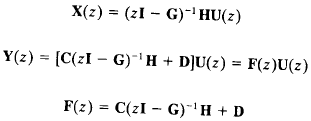 X(z) = (zI − G)⁻¹HU(z)
Y(z) = [C(zI − G)⁻¹H + D]U(z) = F(z)U(z)
F(z) = C(zI − G)⁻¹H + D